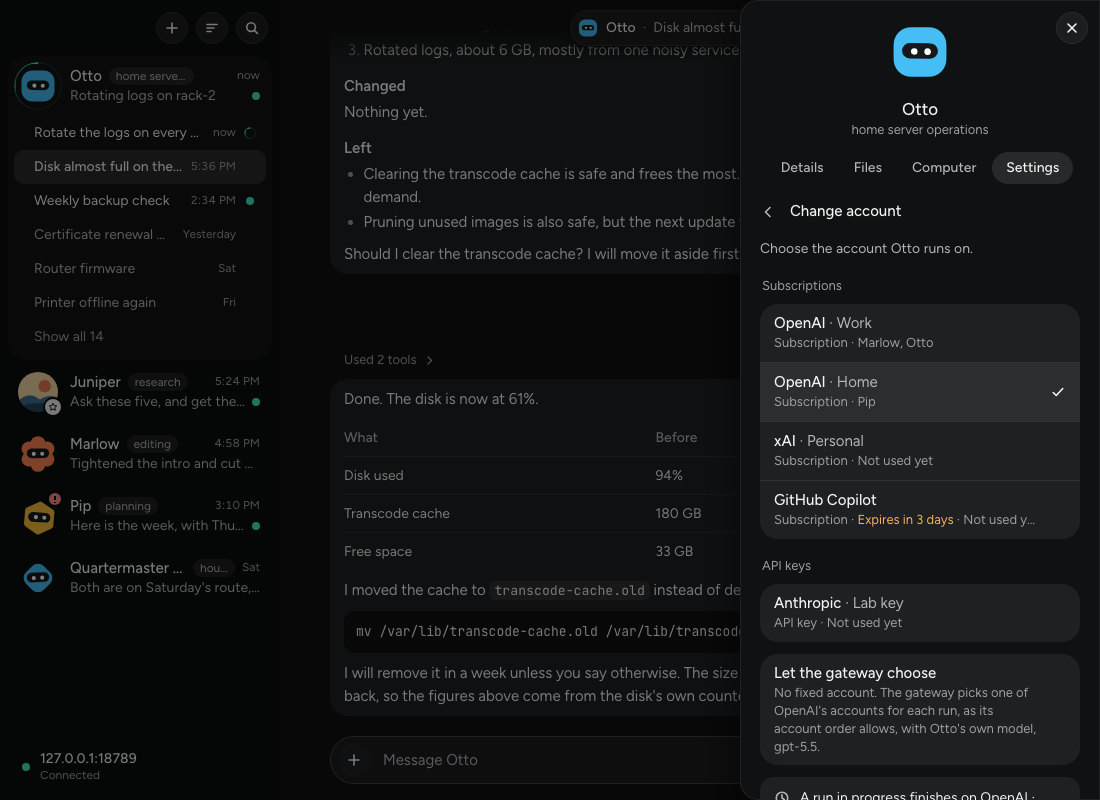 Otto home serve... now
Rotating logs on rack-2
Rotate the logs on every ... now
Disk almost full on the... 5:36 PM
Weekly backup check 2:34 PM
Certificate renewal ... Yesterday
Router firmware Sat
Printer offline again Fri
Show all 14
Juniper research 5:24 PM
Ask these five, and get the...
Marlow editing 4:58 PM
Tightened the intro and cut ...
Pip planning 3:10 PM
Here is the week, with Thu...
Quartermaster ... hou... Sat
Both are on Saturday's route,...
127.0.0.1:18789
Connected
Otto · Disk almost fu
3. Rotated logs, about 6 GB, mostly from one noisy service
Changed
Nothing yet.
Left
• Clearing the transcode cache is safe and frees the most.
demand.
• Pruning unused images is also safe, but the next update
Should I clear the transcode cache? I will move it aside first
Used 2 tools
Done. The disk is now at 61%.
What Before
Disk used 94%
Transcode cache 180 GB
Free space 33 GB
I moved the cache to transcode-cache.old instead of de
mv /var/lib/transcode-cache.old /var/lib/transcod
I will remove it in a week unless you say otherwise. The size
back, so the figures above come from the disk's own count
Message Otto
Otto
home server operations
Details Files Computer Settings
Change account
Choose the account Otto runs on.
Subscriptions
OpenAI · Work
Subscription · Marlow, Otto
OpenAI · Home
Subscription · Pip
xAI · Personal
Subscription · Not used yet
GitHub Copilot
Subscription · Expires in 3 days · Not used y...
API keys
Anthropic · Lab key
API key · Not used yet
Let the gateway choose
No fixed account. The gateway picks one of
OpenAI's accounts for each run, as its
account order allows, with Otto's own model,
gpt-5.5.
A run in progress finishes on OpenAI ·